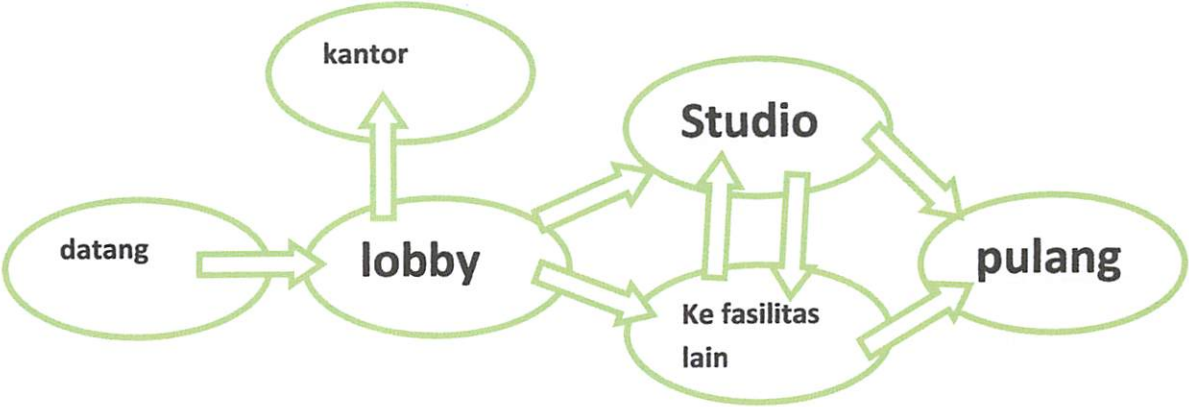 kantor
Studio
datang
lobby
pulang
Ke fasilitas
lain